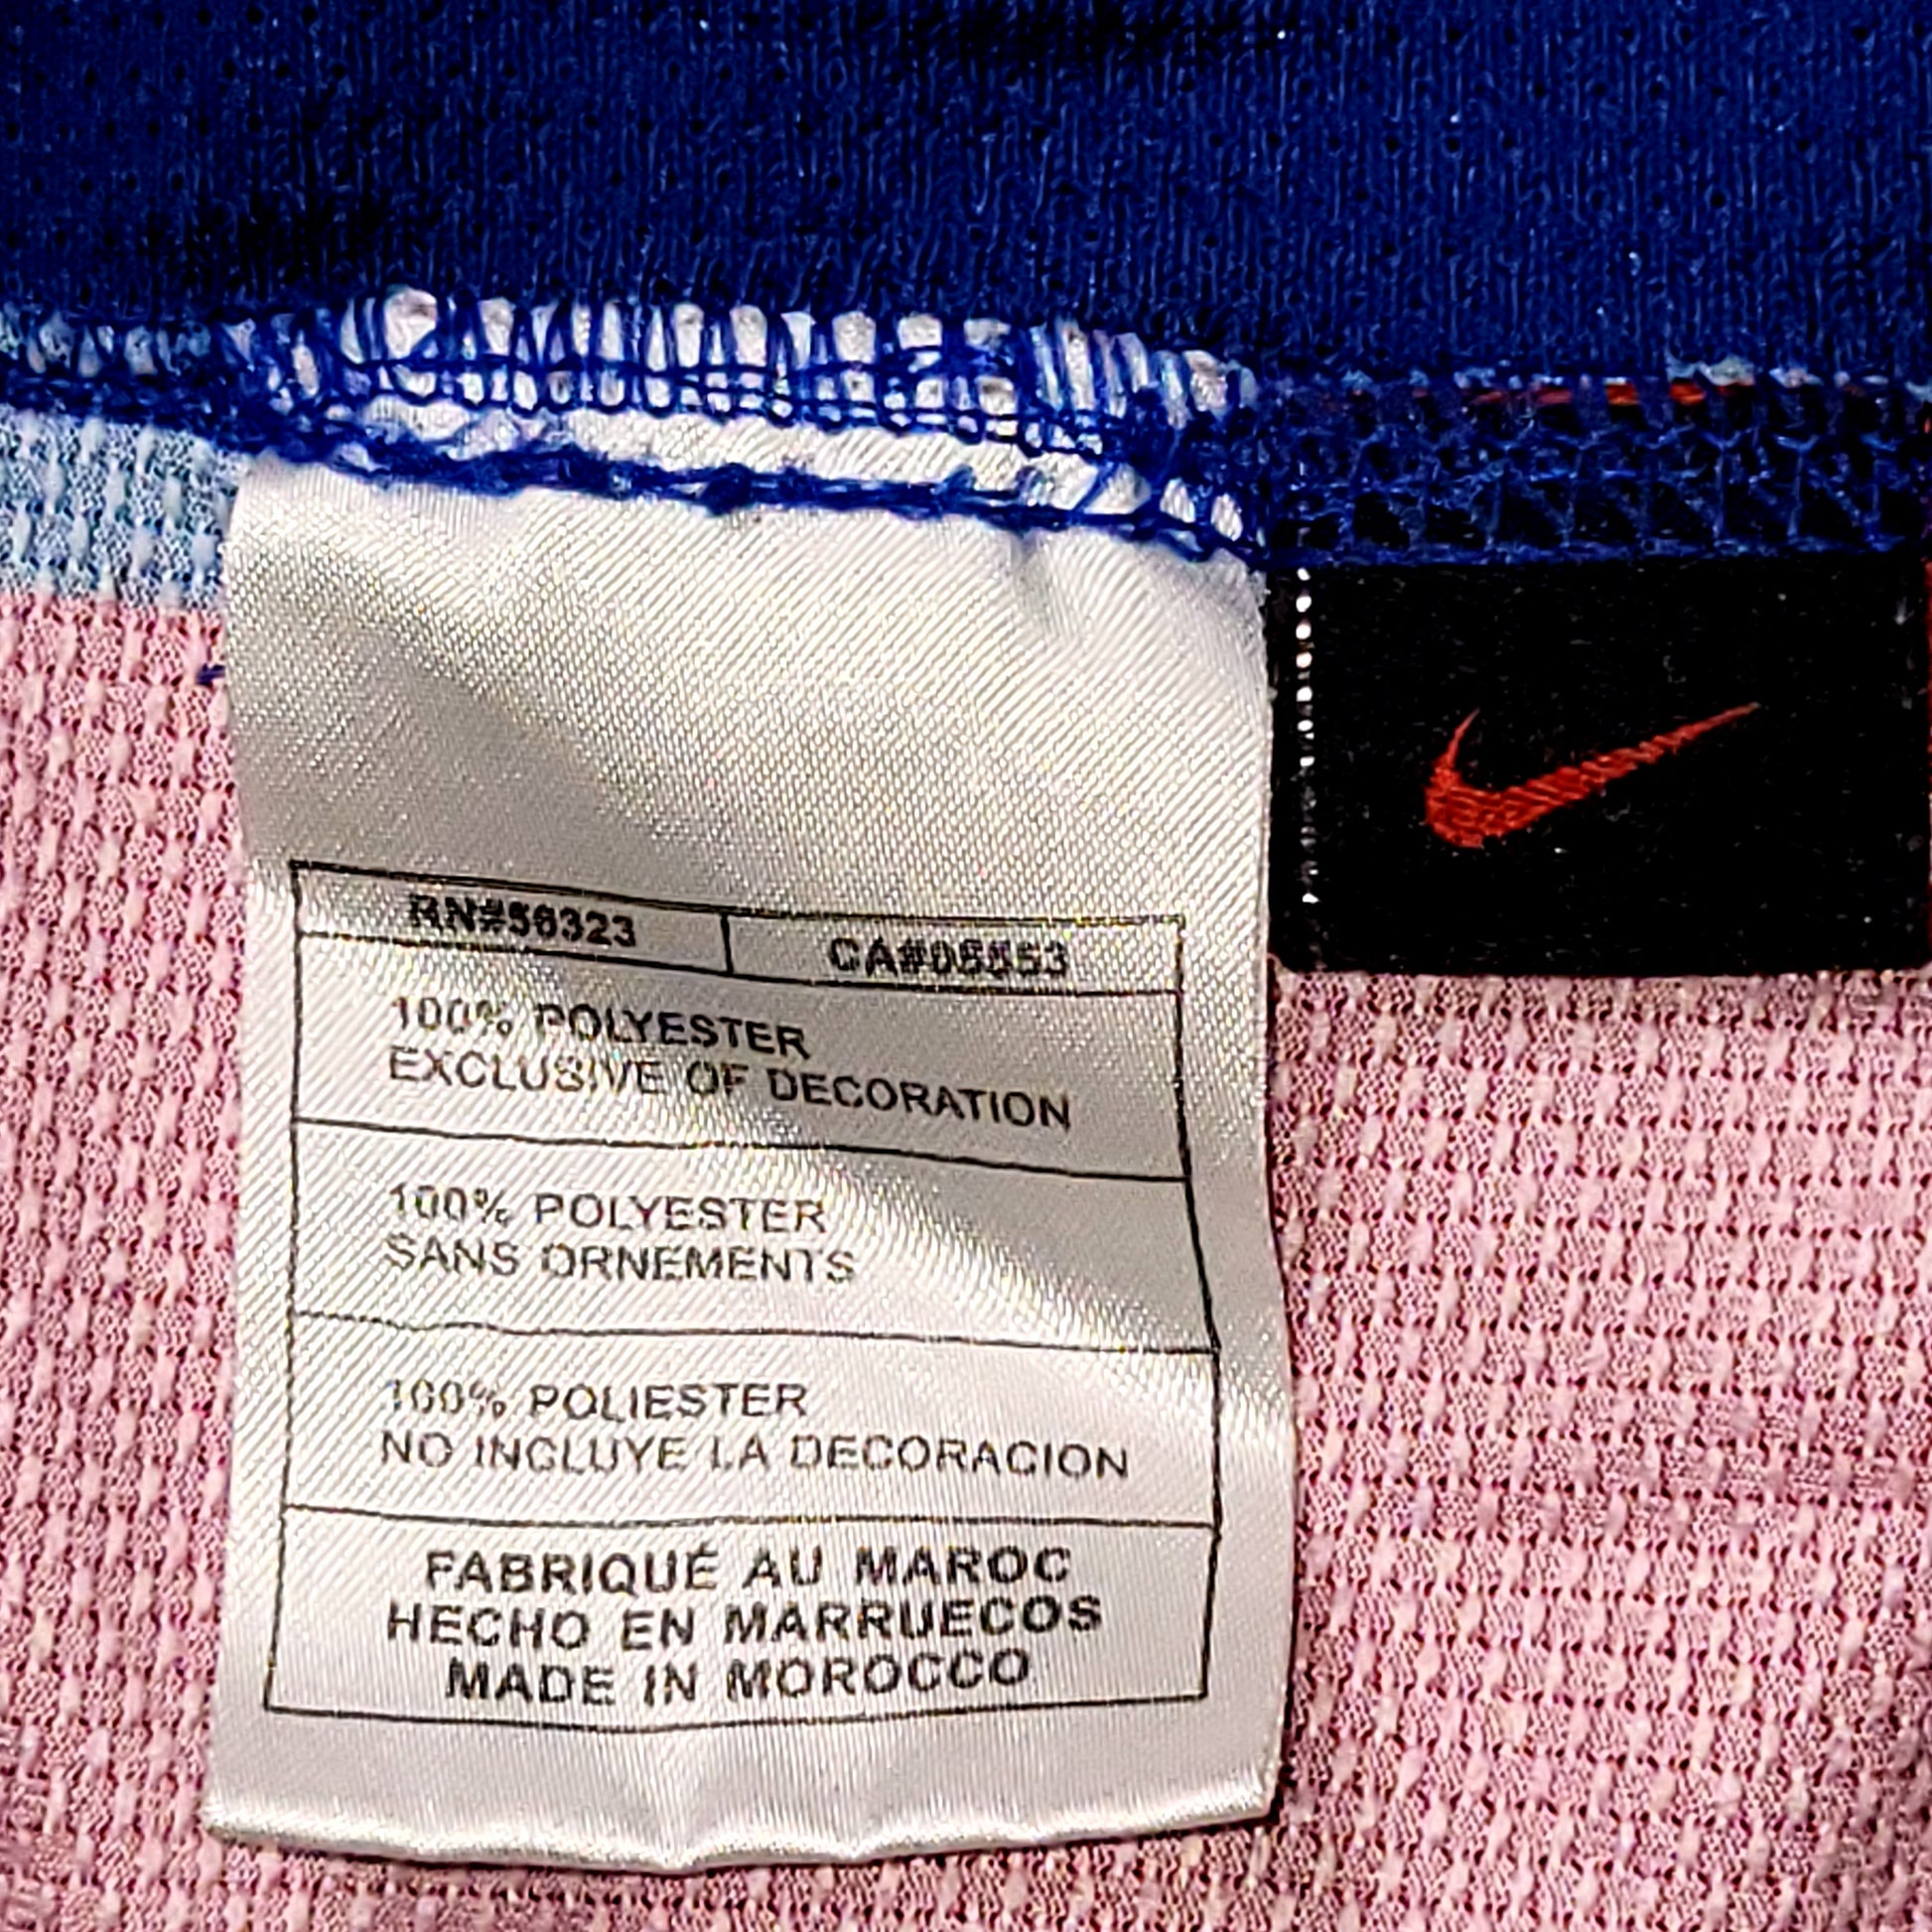 RN#56323
CA#05553
100% POLYESTER
EXCLUSIVE OF DECORATION
100% POLYESTER
SANS ORNEMENTS
100% POLIESTER
NO INCLUYE LA DECORACION
FABRIQUÉ AU MAROC
HECHO EN MARRUECOS
MADE IN MOROCCO